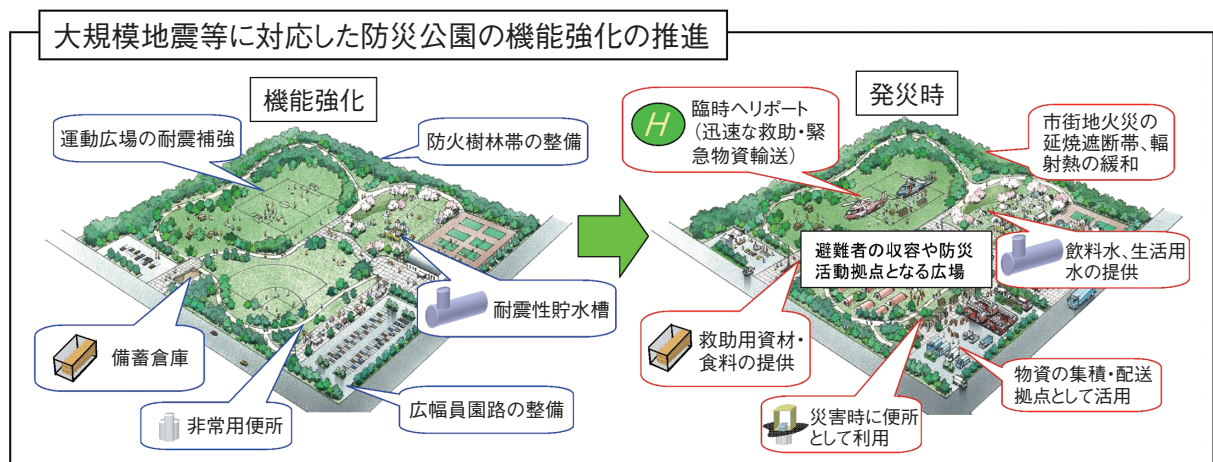 大規模地震等に対応した防災公園の機能強化の推進
機能強化
運動広場の耐震補強
防火樹林帯の整備
耐震性貯水槽
備蓄倉庫
非常用便所
広幅員園路の整備
発災時
H
臨時ヘリポート
(迅速な救助・緊
急物資輸送)
市街地火災の
延焼遮断帯、輻
射熱の緩和
避難者の収容や防災
活動拠点となる広場
飲料水、生活用
水の提供
救助用資材・
食料の提供
災害時に便所
として利用
物資の集積・配送
拠点として活用